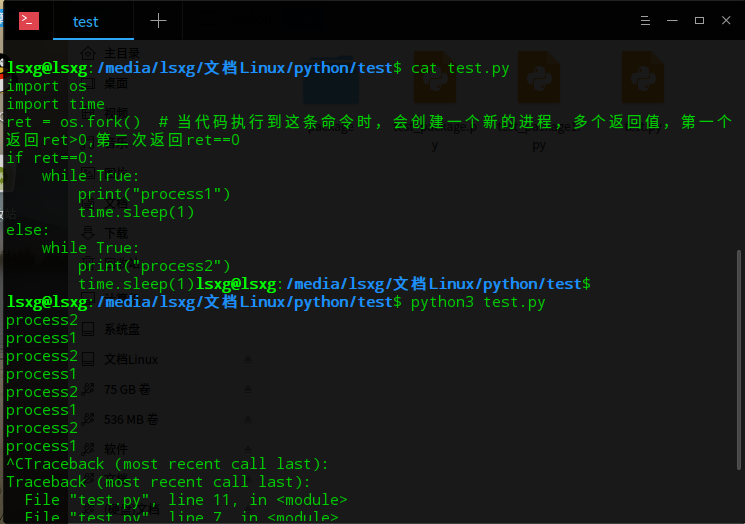 test
lsxg@lsxg:/media/lsxg/文档Linux/python/test$ cat test.py
import os
import time
ret = os.fork()  # 当代码执行到这条命令时，会创建一个新的进程，多个返回值，第一个
返回ret>0,第二次返回ret==0
if ret==0:
    while True:
        print("process1")
        time.sleep(1)
else:
    while True:
        print("process2")
        time.sleep(1)lsxg@lsxg:/media/lsxg/文档Linux/python/test$
lsxg@lsxg:/media/lsxg/文档Linux/python/test$ python3 test.py
process2
process1
process2
process1
process2
process1
process2
process1
^CTraceback (most recent call last):
Traceback (most recent call last):
  File "test.py", line 11, in <module>
  File "test.py", line 7, in <module>
主目录
桌面
下载
系统盘
文档Linux
75 GB 卷
536 MB 卷
软件